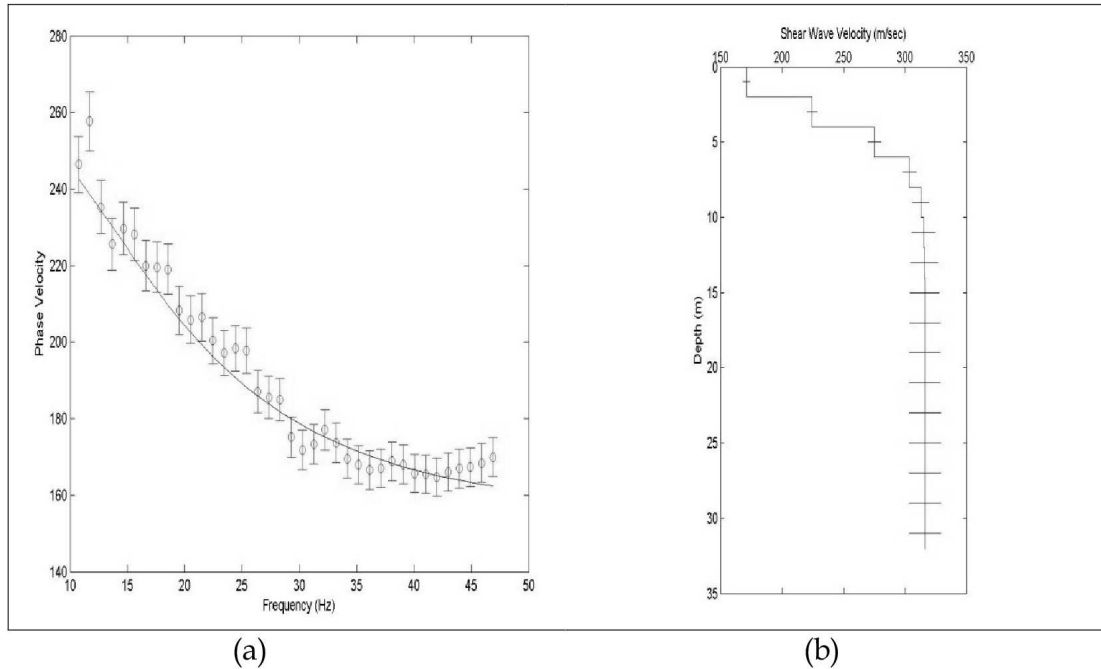 280
260
240
220
200
180
160
140
Phase Velocity
10 15 20 25 30 35 40 45 50
Frequency (Hz)
(a)
Shear Wave Velocity (m/sec)
150 200 250 300 350
0
5
10
15
20
25
30
35
Depth (m)
(b)